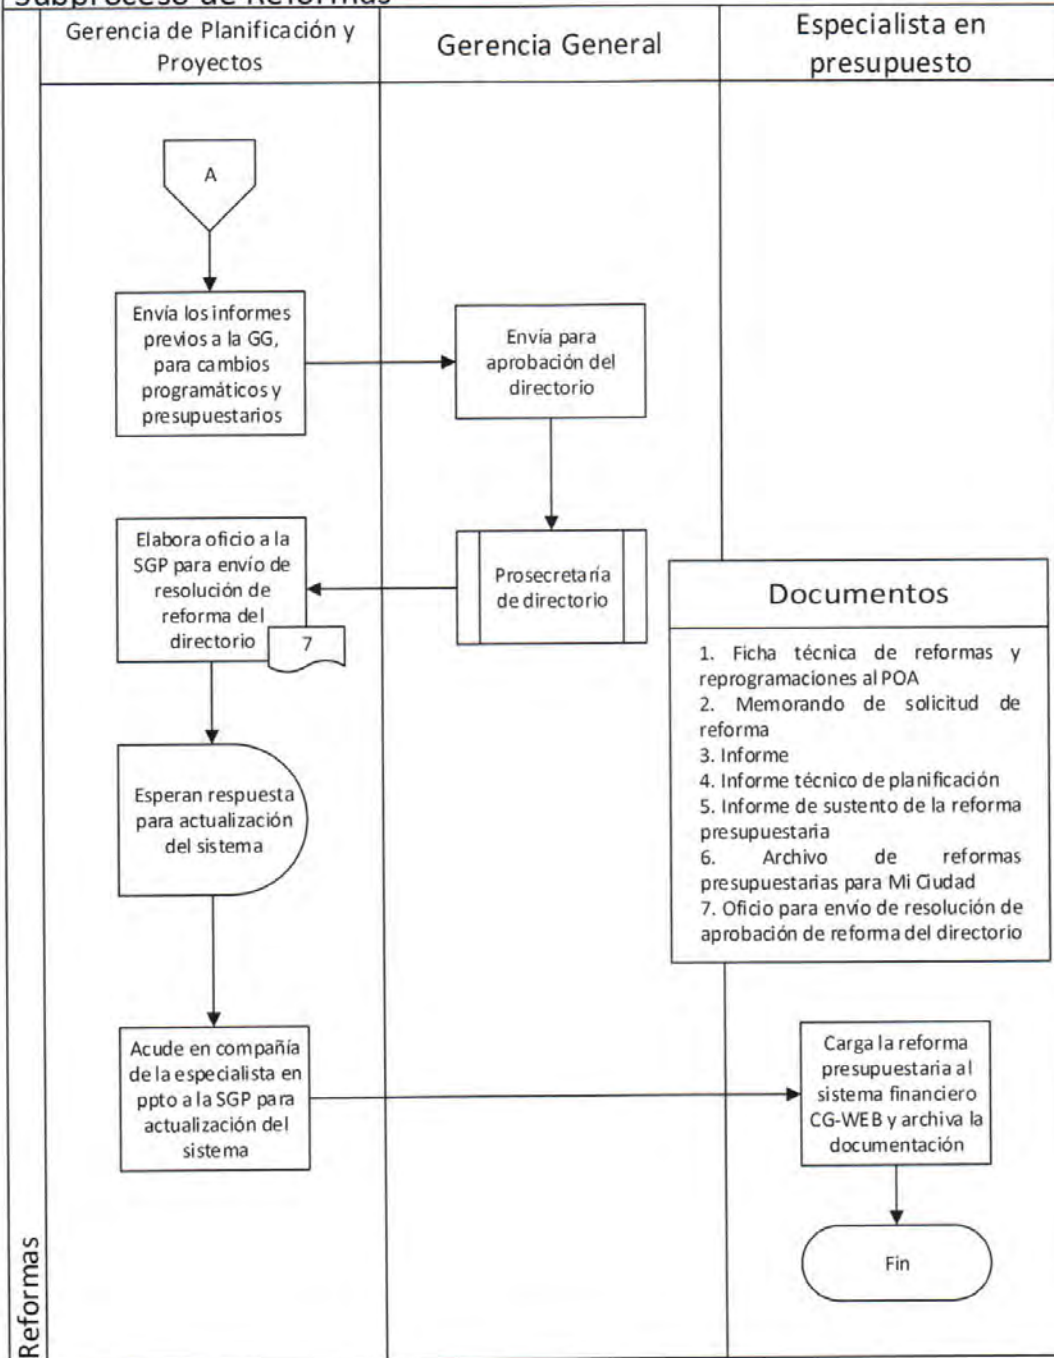 Subproceso de Reformas
Gerencia de Planificación y
Proyectos
Gerencia General
Especialista en
presupuesto
A
Envía los informes
previos a la GG,
para cambios
programáticos y
presupuestarios
Envía para
aprobación del
directorio
Prosecretaría
de directorio
Elabora oficio a la
SGP para envío de
resolución de
reforma del
directorio
7
Esperan respuesta
para actualización
del sistema
Acude en compañía
de la especialista en
ppto a la SGP para
actualización del
sistema
Documentos
1. Ficha técnica de reformas y
reprogramaciones al POA
2. Memorando de solicitud de
reforma
3. Informe
4. Informe técnico de planificación
5. Informe de sustento de la reforma
presupuestaria
6. Archivo de reformas
presupuestarias para Mi Ciudad
7. Oficio para envío de resolución de
aprobación de reforma del directorio
Carga la reforma
presupuestaria al
sistema financiero
CG-WEB y archiva la
documentación
Fin
Reformas